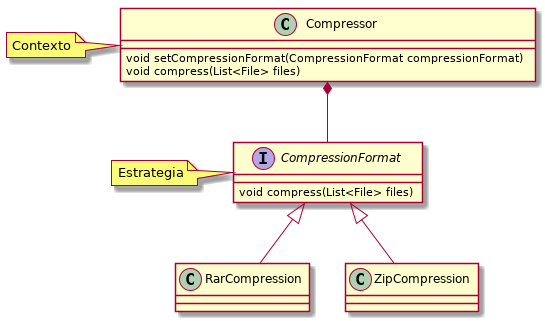 C Compressor
Contexto
void setCompressionFormat(CompressionFormat compressionFormat)
void compress(List<File> files)
I CompressionFormat
Estrategia
void compress(List<File> files)
C RarCompression
C ZipCompression